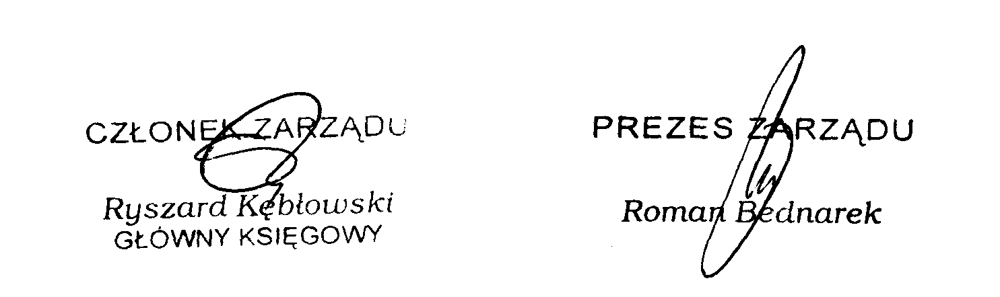 CZŁONEK ZARZĄDU
Ryszard Kębłowski
GŁÓWNY KSIĘGOWY
PREZES ZARZĄDU
Roman Bednarek